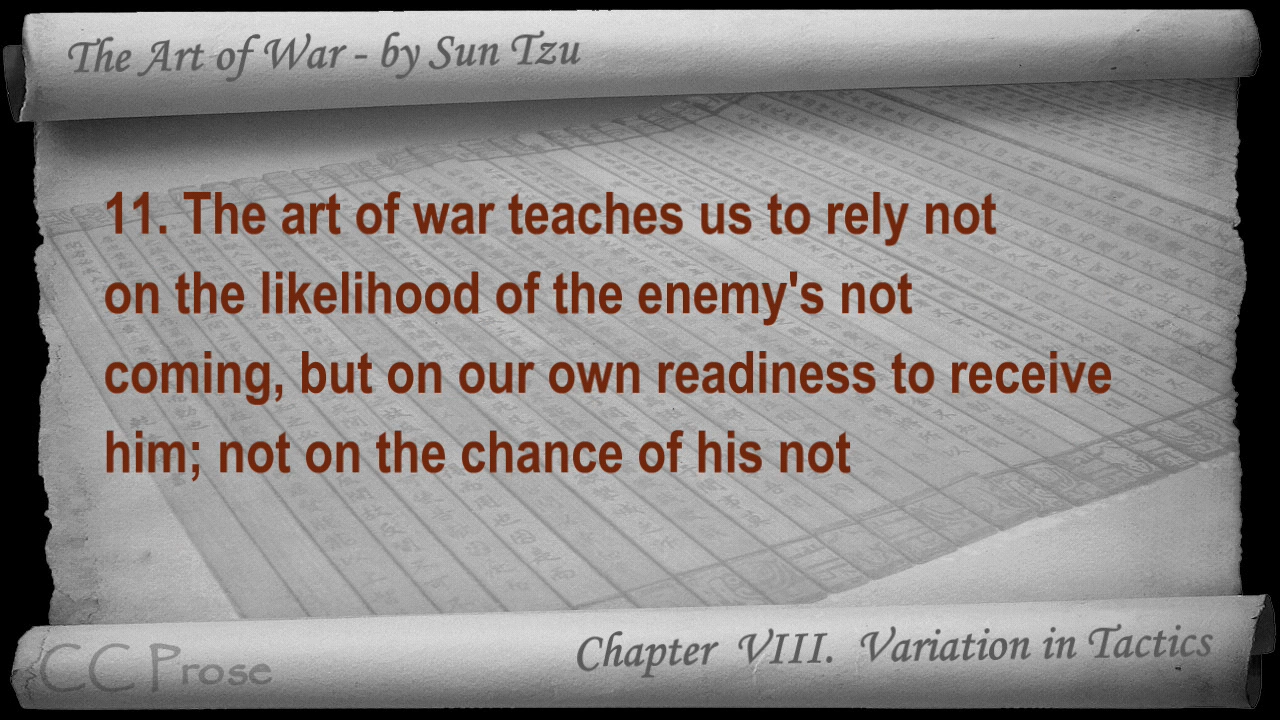 The Art of War - by Sun Tzu
11. The art of war teaches us to rely not
on the likelihood of the enemy's not
coming, but on our own readiness to receive
him; not on the chance of his not
CC Prose
Chapter VIII. Variation in Tactics